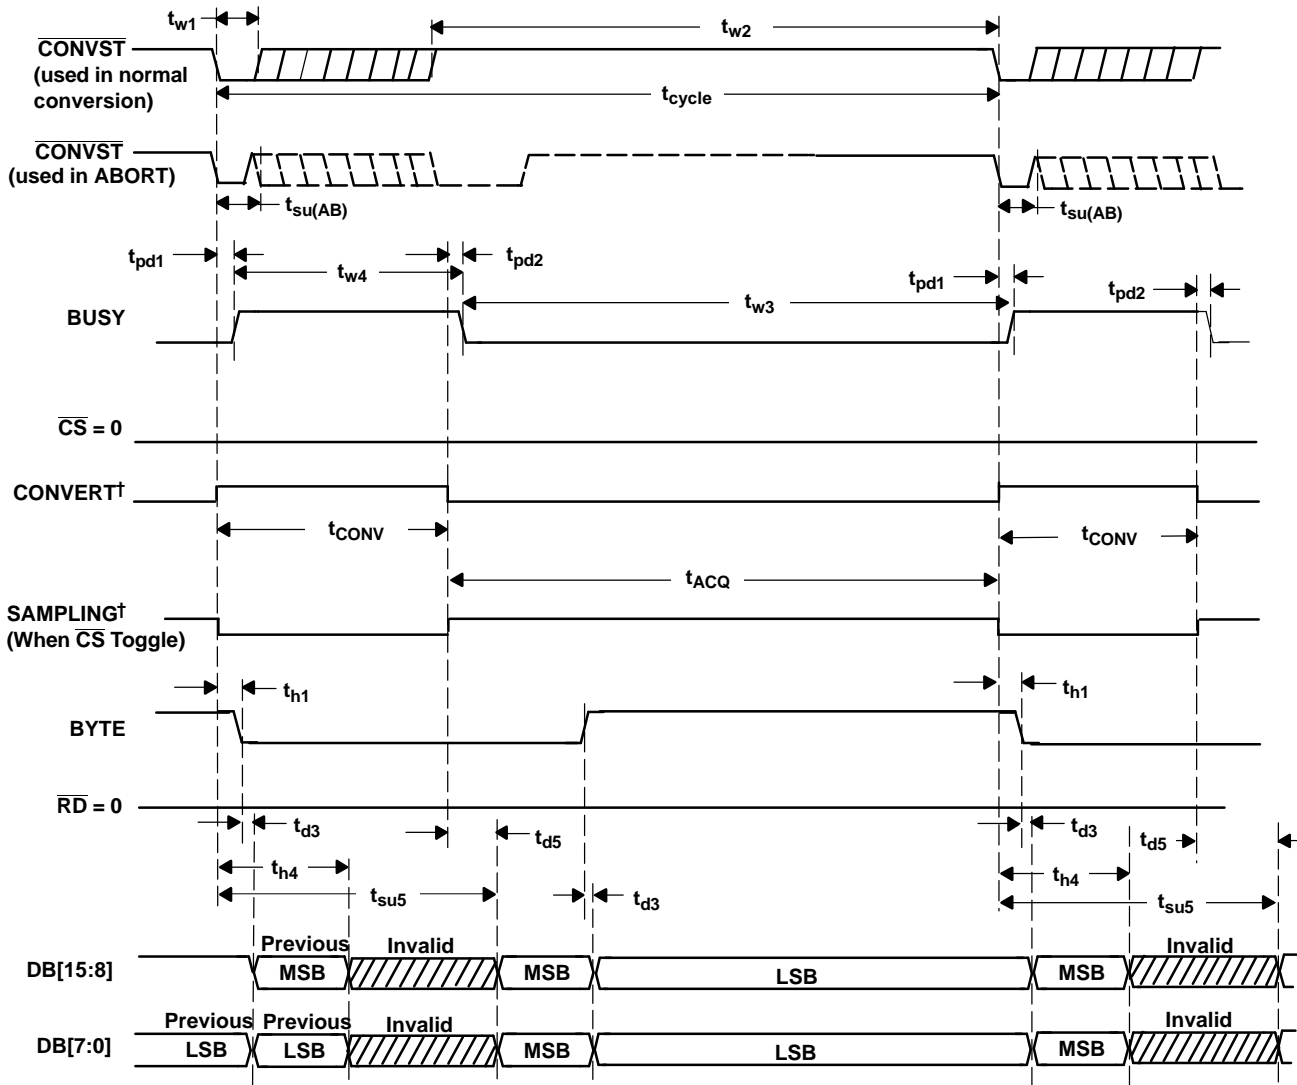 tw1
tw2
CONVST
(used in normal
conversion)
tcycle
CONVST
(used in ABORT)
tsu(AB)
tsu(AB)
tpd1
tw4
tpd2
tpd1
tpd2
tw3
BUSY
CS = 0
CONVERT†
tCONV
tCONV
tACQ
SAMPLING†
(When CS Toggle)
th1
th1
BYTE
RD = 0
td3
td5
td3
td5
th4
th4
tsu5
td3
tsu5
Previous
Invalid
Invalid
DB[15:8]
MSB
MSB
LSB
MSB
Previous
Previous
Invalid
Invalid
DB[7:0]
LSB
LSB
MSB
LSB
MSB